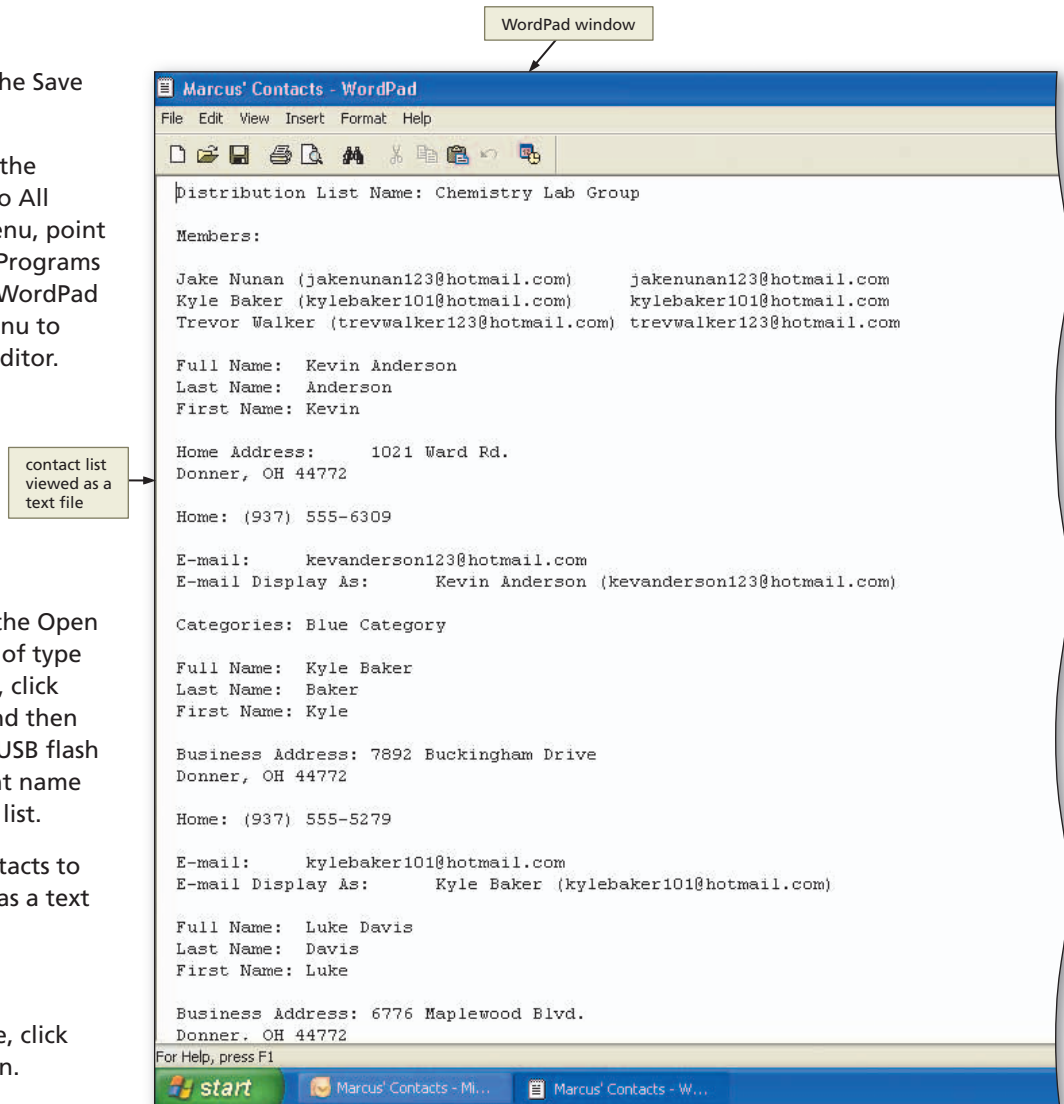 WordPad window
he Save
the
o All
enu, point
Programs
WordPad
nu to
ditor.
contact list
viewed as a
text file
the Open
of type
, click
nd then
USB flash
nt name
list.
tacts to
as a text
e, click
n.
Marcus' Contacts - WordPad
File Edit View Insert Format Help
Distribution List Name: Chemistry Lab Group
Members:
Jake Nunan (jakenunan123@hotmail.com) jakenunan123@hotmail.com
Kyle Baker (kylebaker101@hotmail.com) kylebaker101@hotmail.com
Trevor Walker (trevwalker123@hotmail.com) trevwalker123@hotmail.com
Full Name: Kevin Anderson
Last Name: Anderson
First Name: Kevin
Home Address: 1021 Ward Rd.
Donner, OH 44772
Home: (937) 555-6309
E-mail: kevanderson123@hotmail.com
E-mail Display As: Kevin Anderson (kevanderson123@hotmail.com)
Categories: Blue Category
Full Name: Kyle Baker
Last Name: Baker
First Name: Kyle
Business Address: 7892 Buckingham Drive
Donner, OH 44772
Home: (937) 555-5279
E-mail: kylebaker101@hotmail.com
E-mail Display As: Kyle Baker (kylebaker101@hotmail.com)
Full Name: Luke Davis
Last Name: Davis
First Name: Luke
Business Address: 6776 Maplewood Blvd.
Donner, OH 44772
For Help, press F1
start Marcus' Contacts - Mi... Marcus' Contacts - W...